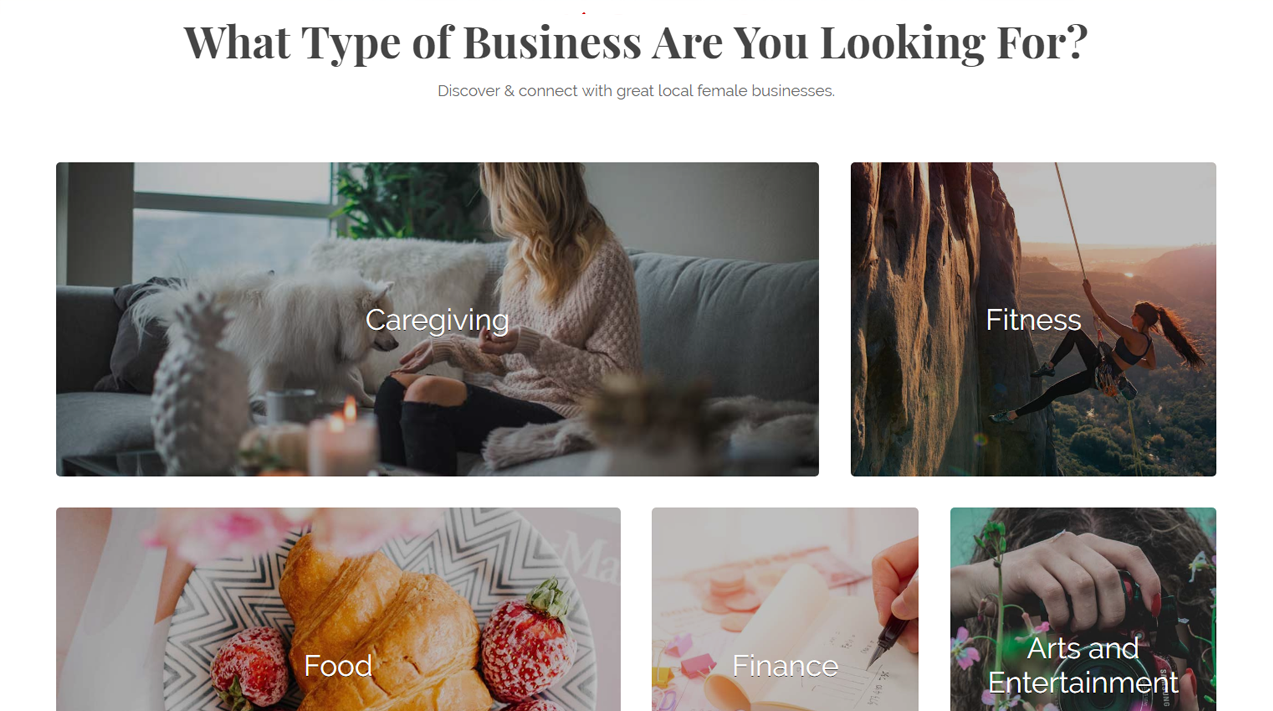 What Type of Business Are You Looking For?
Discover & connect with great local female businesses.
Caregiving
Fitness
Food
Finance
Arts and
Entertainment